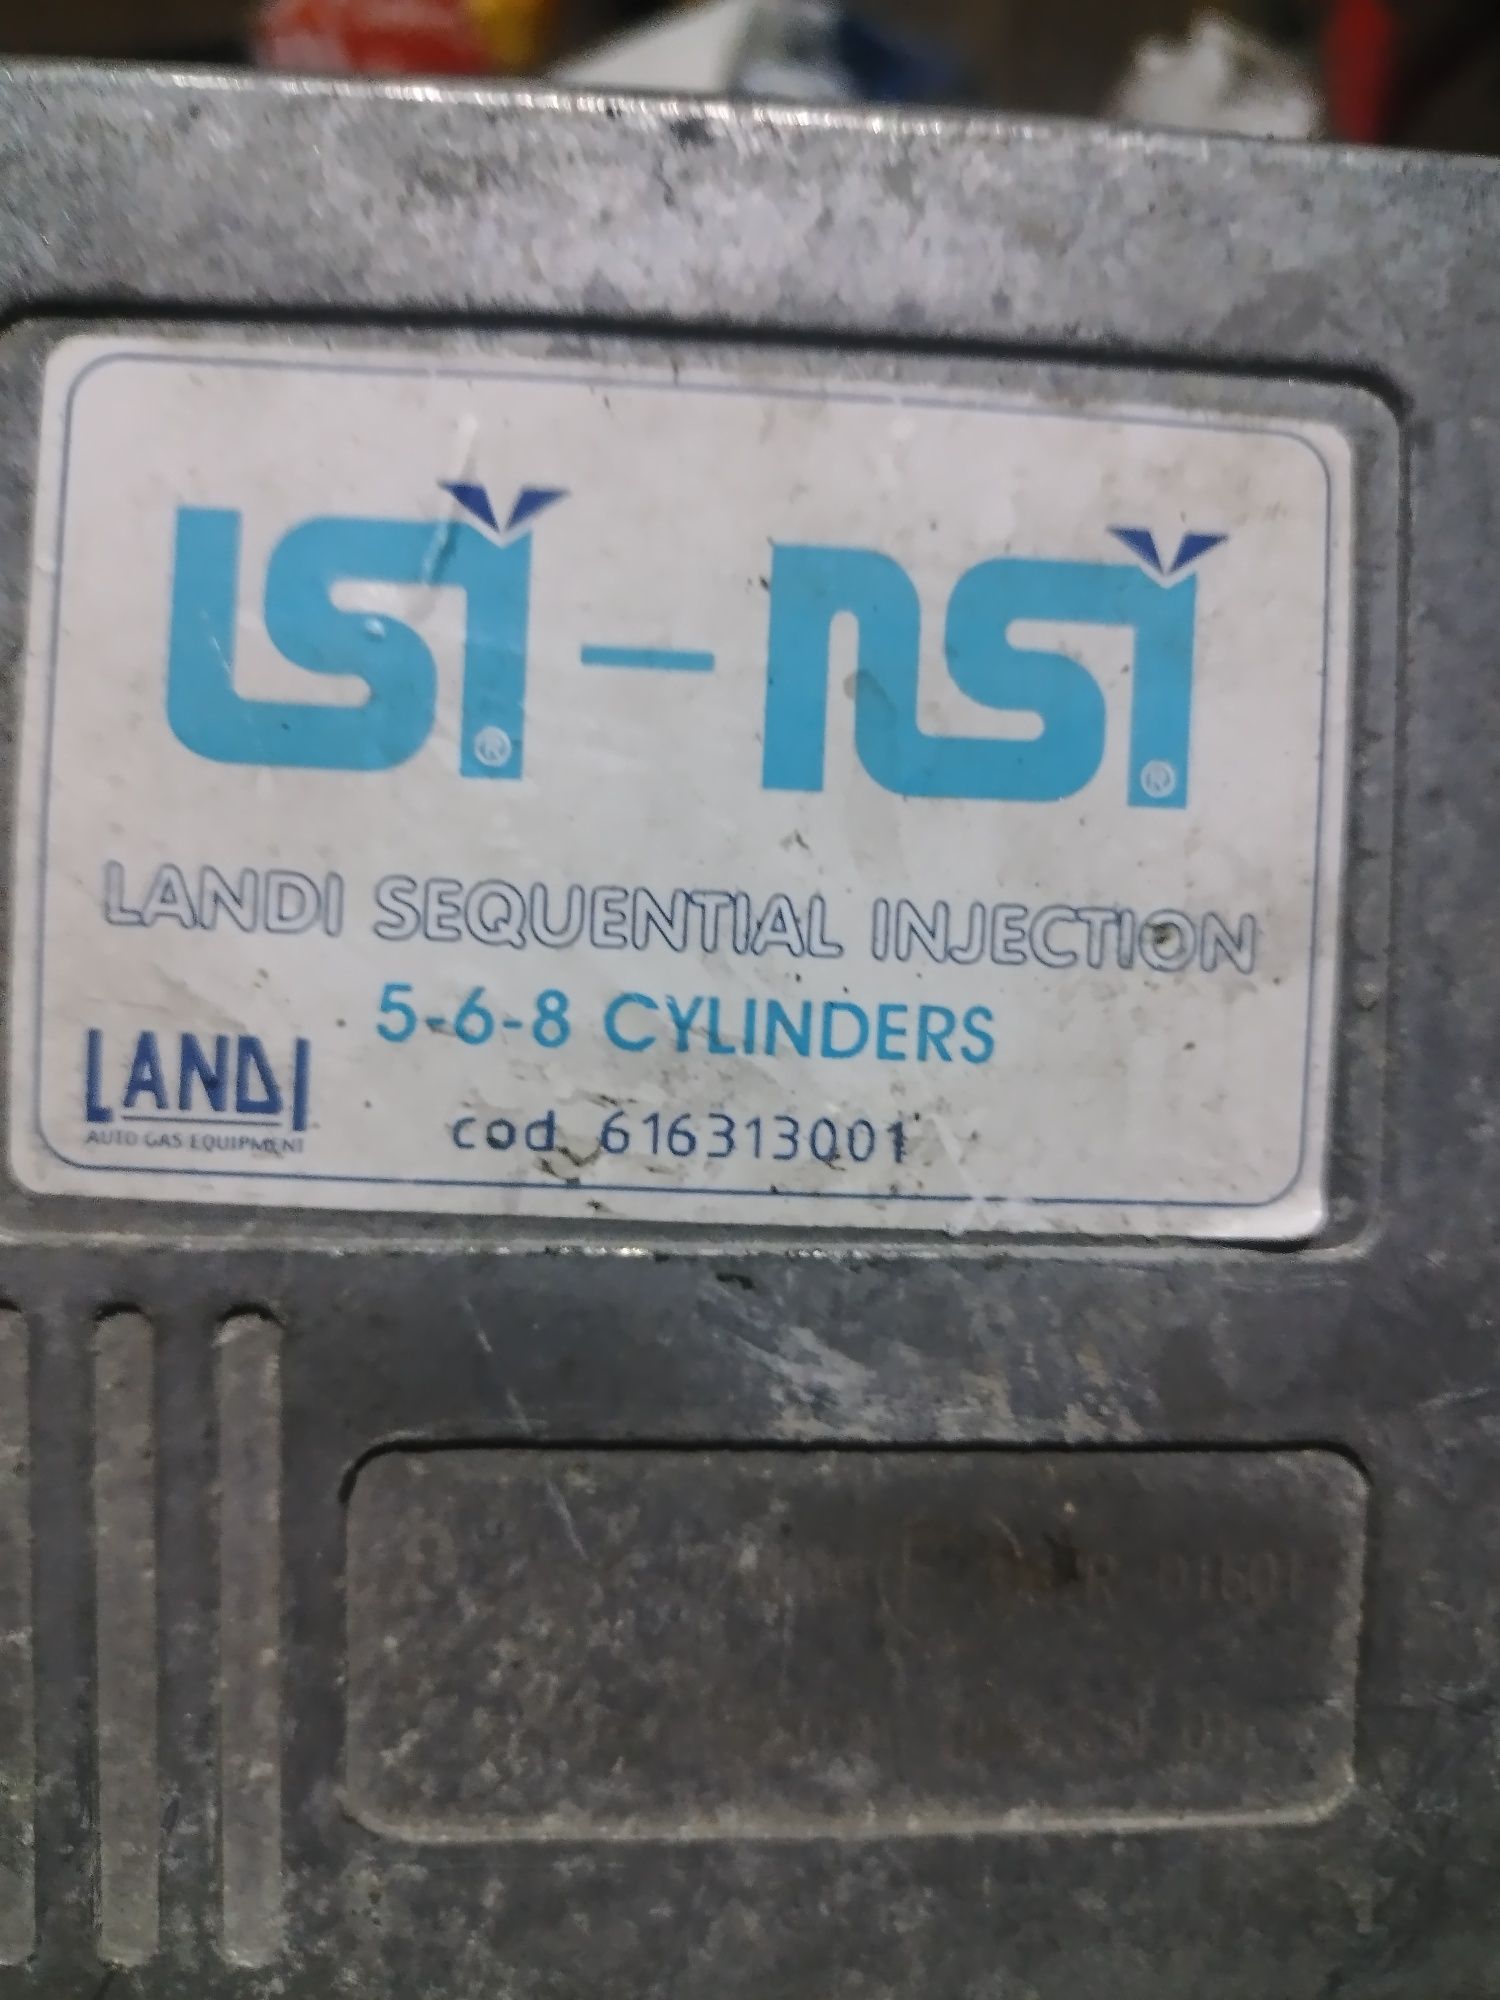 LSI - NSI
LANDI SEQUENTIAL INJECTION
5-6-8 CYLINDERS
LANDI
AUTO GAS EQUIPMENT
cod. 616313001